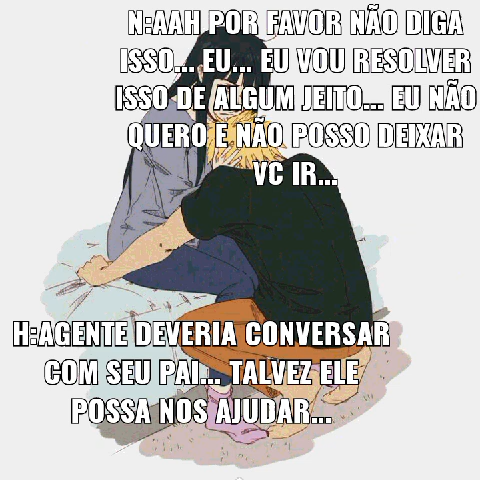 N:AAH POR FAVOR NÃO DIGA
ISSO... EU... EU VOU RESOLVER
ISSO DE ALGUM JEITO... EU NÃO
QUERO E NÃO POSSO DEIXAR
VC IR...
H:AGENTE DEVERIA CONVERSAR
COM SEU PAI... TALVEZ ELE
POSSA NOS AJUDAR...